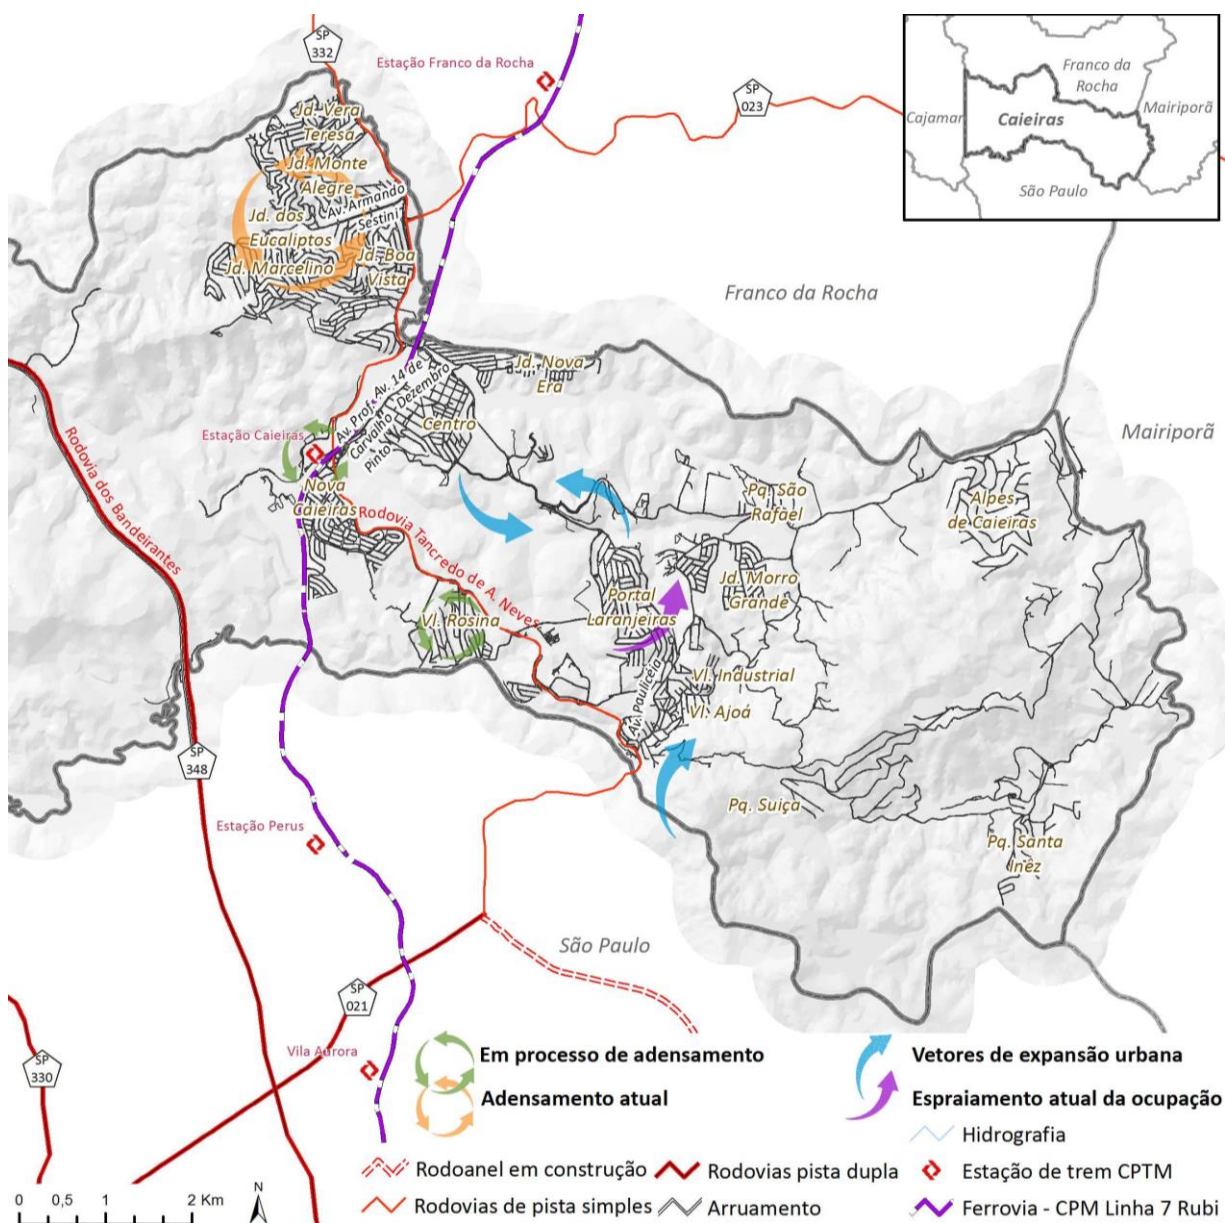 SP
332
Estação Franco da Rocha
SP
023
Franco da
Rocha
Cajamar
Caieiras
Mairiporã
São Paulo
Jd. Vera
Teresa
Jd. Monte
Alegre
Av. Armando
Sestini
Jd. dos
Eucaliptos
Jd. Marcelino
Jd. Boa
Vista
Franco da Rocha
Mairiporã
Jd. Nova
Era
Av. 14 de
Dezembro
Av. Prof.
Carvalho
Pinto
Centro
Estação Caieiras
Nova
Caieiras
Rodovia dos Bandeirantes
Rodovia Tancredo de A. Neves
Pq. São
Rafael
Alpes
de Caieiras
Portal
Laranjeiras
Jd. Morro
Grande
Vl. Rosina
Av. Paulicéia
Vl. Industrial
Vl. Ajoá
SP
348
Pq. Suiça
Pq. Santa
Inêz
Estação Perus
São Paulo
SP
021
Vila Aurora
SP
330
Em processo de adensamento
Adensamento atual
Vetores de expansão urbana
Espraiamento atual da ocupação
Hidrografia
Rodoanel em construção
Rodovias pista dupla
Estação de trem CPTM
Rodovias de pista simples
Arruamento
Ferrovia - CPM Linha 7 Rubi
0 0,5 1 2 Km
N